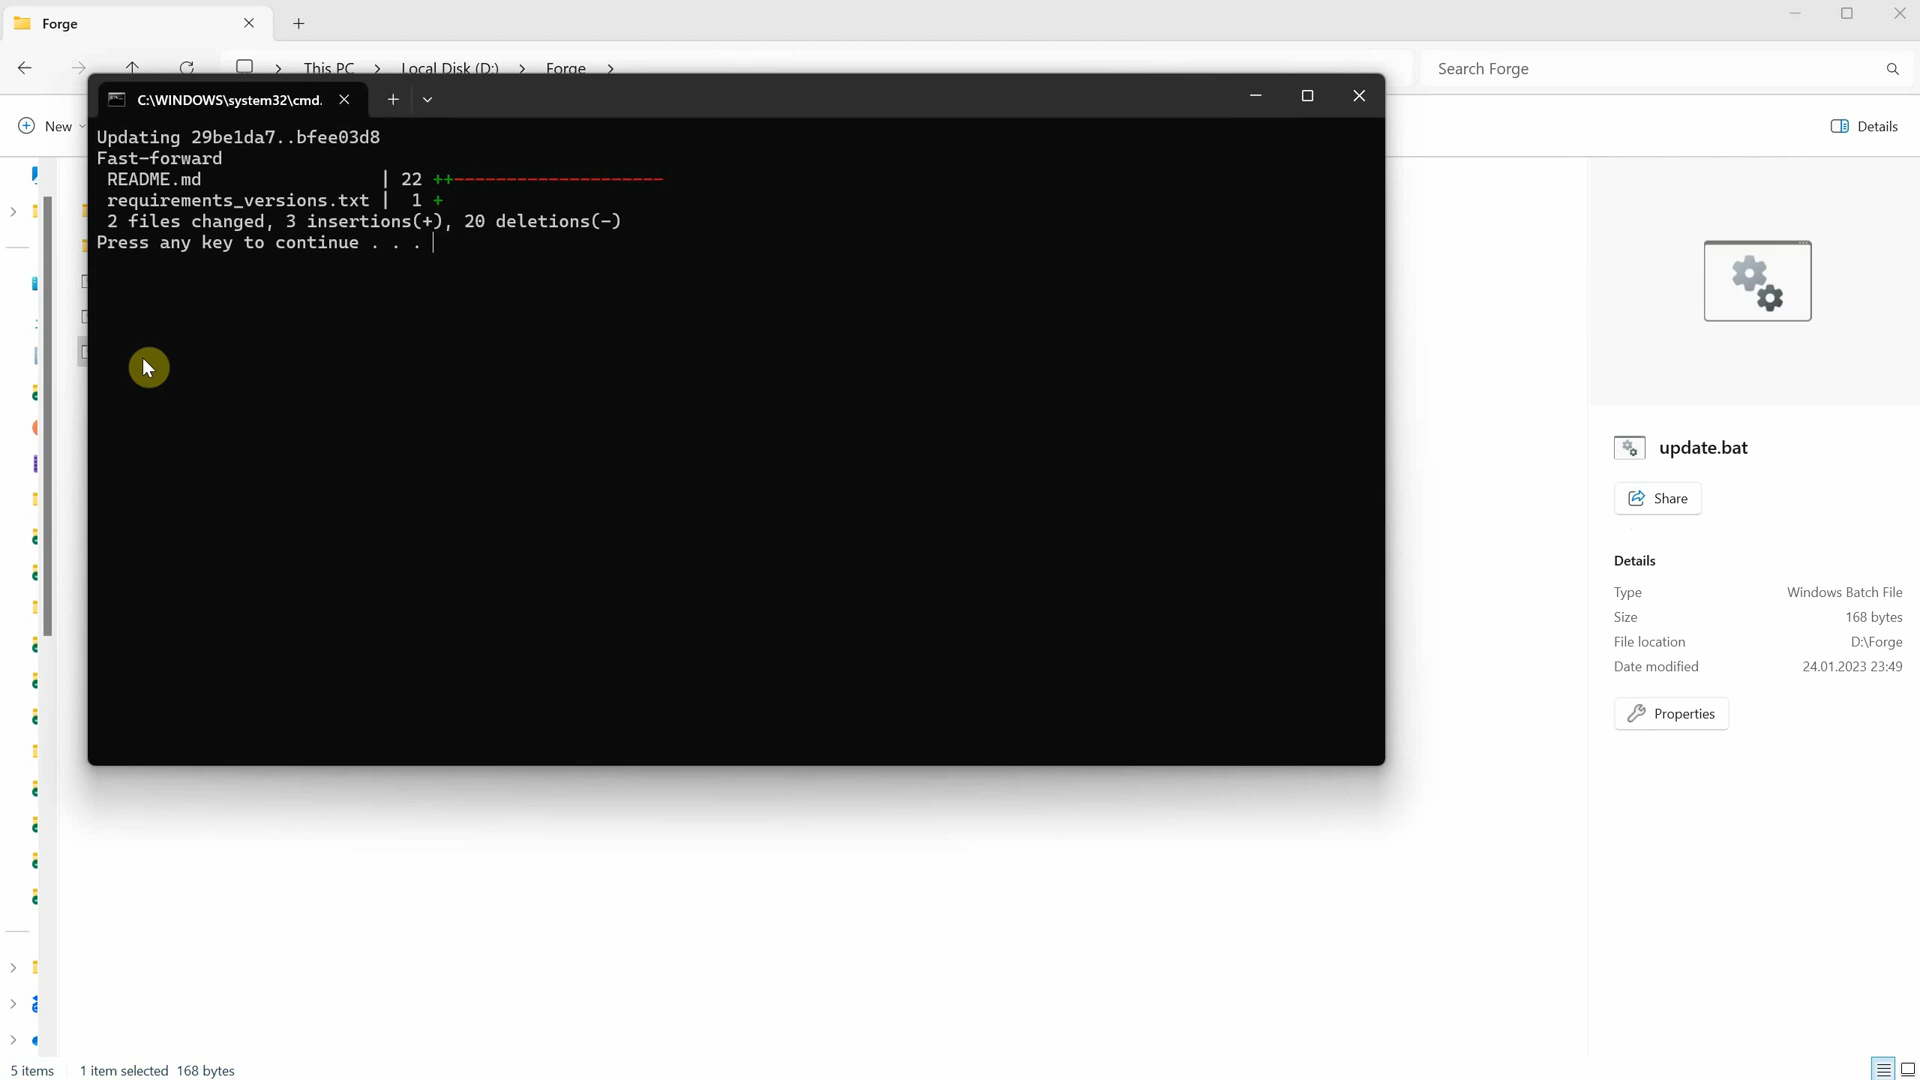 Forge
This PC > Local Disk (D:) > Forge >
Search Forge
C:\WINDOWS\system32\cmd.
New
Details
Updating 29be1da7..bfee03d8
Fast-forward
README.md | 22 ++--------------------
requirements_versions.txt | 1 +
2 files changed, 3 insertions(+), 20 deletions(-)
Press any key to continue . . .
update.bat
Share
Details
Type Windows Batch File
Size 168 bytes
File location D:\Forge
Date modified 24.01.2023 23:49
Properties
5 items 1 item selected 168 bytes